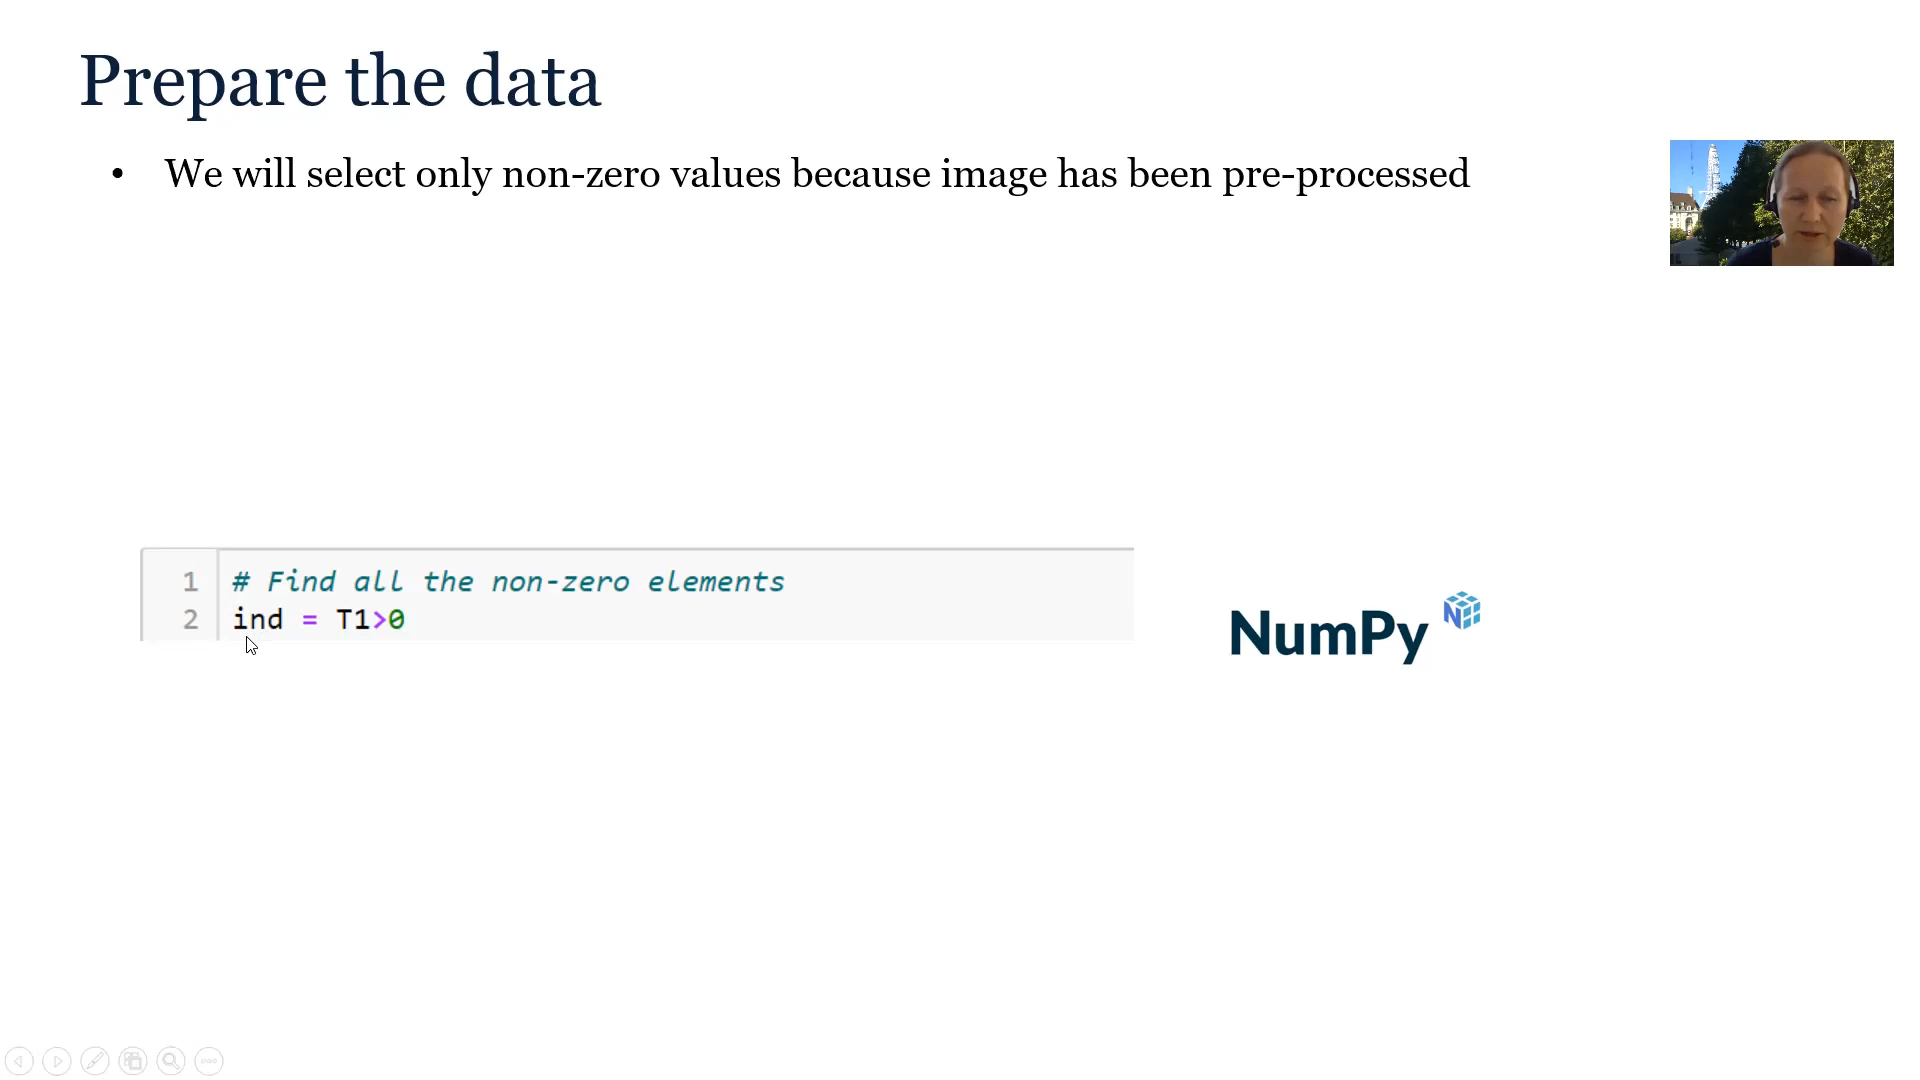 Prepare the data
• We will select only non-zero values because image has been pre-processed
1 # Find all the non-zero elements
2 ind = T1>0
NumPy